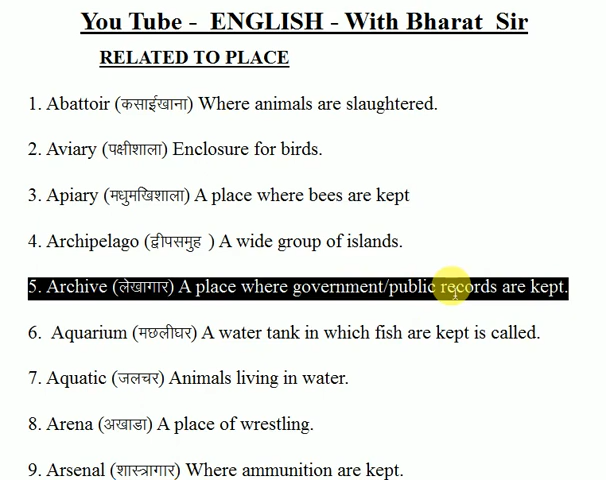 You Tube - ENGLISH - With Bharat Sir
RELATED TO PLACE
1. Abattoir (कसाईखाना) Where animals are slaughtered.
2. Aviary (पक्षीशाला) Enclosure for birds.
3. Apiary (मधुमखिशाला) A place where bees are kept
4. Archipelago (द्वीपसमुह ) A wide group of islands.
5. Archive (लेखागार) A place where government/public records are kept.
6. Aquarium (मछलीघर) A water tank in which fish are kept is called.
7. Aquatic (जलचर) Animals living in water.
8. Arena (अखाडा) A place of wrestling.
9. Arsenal (शास्त्रागार) Where ammunition are kept.